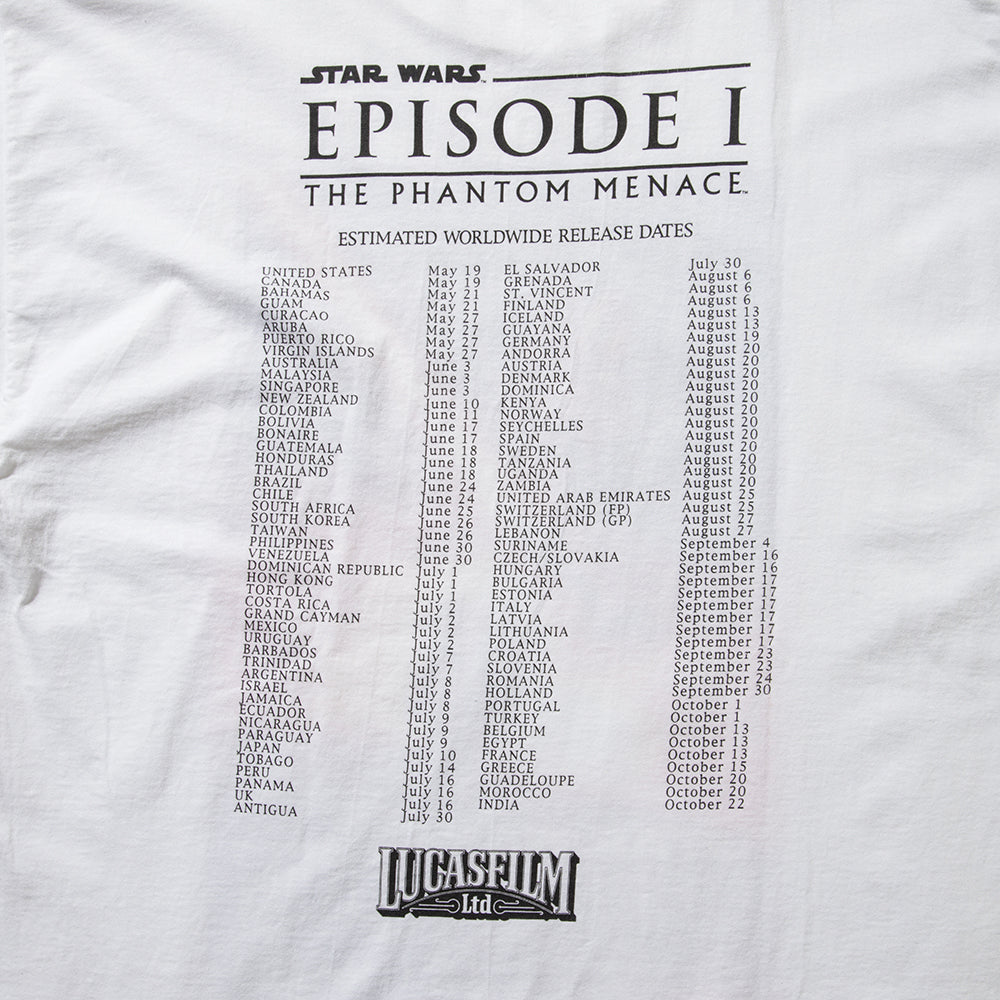 STAR WARS™
EPISODE I
THE PHANTOM MENACE™
ESTIMATED WORLDWIDE RELEASE DATES
UNITED STATES May 19
CANADA May 19
BAHAMAS May 21
GUAM May 21
CURACAO May 27
ARUBA May 27
PUERTO RICO May 27
VIRGIN ISLANDS May 27
AUSTRALIA June 3
MALAYSIA June 3
SINGAPORE June 3
NEW ZEALAND June 10
COLOMBIA June 11
BOLIVIA June 17
BONAIRE June 17
GUATEMALA June 18
HONDURAS June 18
THAILAND June 18
BRAZIL June 24
CHILE June 24
SOUTH AFRICA June 25
SOUTH KOREA June 26
TAIWAN June 26
PHILIPPINES June 30
VENEZUELA June 30
DOMINICAN REPUBLIC July 1
HONG KONG July 1
TORTOLA July 1
COSTA RICA July 2
GRAND CAYMAN July 2
MEXICO July 2
URUGUAY July 2
BARBADOS July 7
TRINIDAD July 7
ARGENTINA July 8
ISRAEL July 8
JAMAICA July 8
ECUADOR July 9
NICARAGUA July 9
PARAGUAY July 9
JAPAN July 10
TOBAGO July 14
PERU July 16
PANAMA July 16
UK July 16
ANTIGUA July 30
EL SALVADOR July 30
GRENADA August 6
ST. VINCENT August 6
FINLAND August 6
ICELAND August 13
GUAYANA August 13
GERMANY August 19
ANDORRA August 20
AUSTRIA August 20
DENMARK August 20
DOMINICA August 20
KENYA August 20
NORWAY August 20
SEYCHELLES August 20
SPAIN August 20
SWEDEN August 20
TANZANIA August 20
UGANDA August 20
ZAMBIA August 20
UNITED ARAB EMIRATES August 25
SWITZERLAND (FP) August 25
SWITZERLAND (GP) August 27
LEBANON August 27
SURINAME September 4
CZECH/SLOVAKIA September 16
HUNGARY September 16
BULGARIA September 17
ESTONIA September 17
ITALY September 17
LATVIA September 17
LITHUANIA September 17
POLAND September 17
CROATIA September 23
SLOVENIA September 23
ROMANIA September 24
HOLLAND September 30
PORTUGAL October 1
TURKEY October 1
BELGIUM October 13
EGYPT October 13
FRANCE October 13
GREECE October 15
GUADELOUPE October 20
MOROCCO October 20
INDIA October 22
LUCASFILM
Ltd